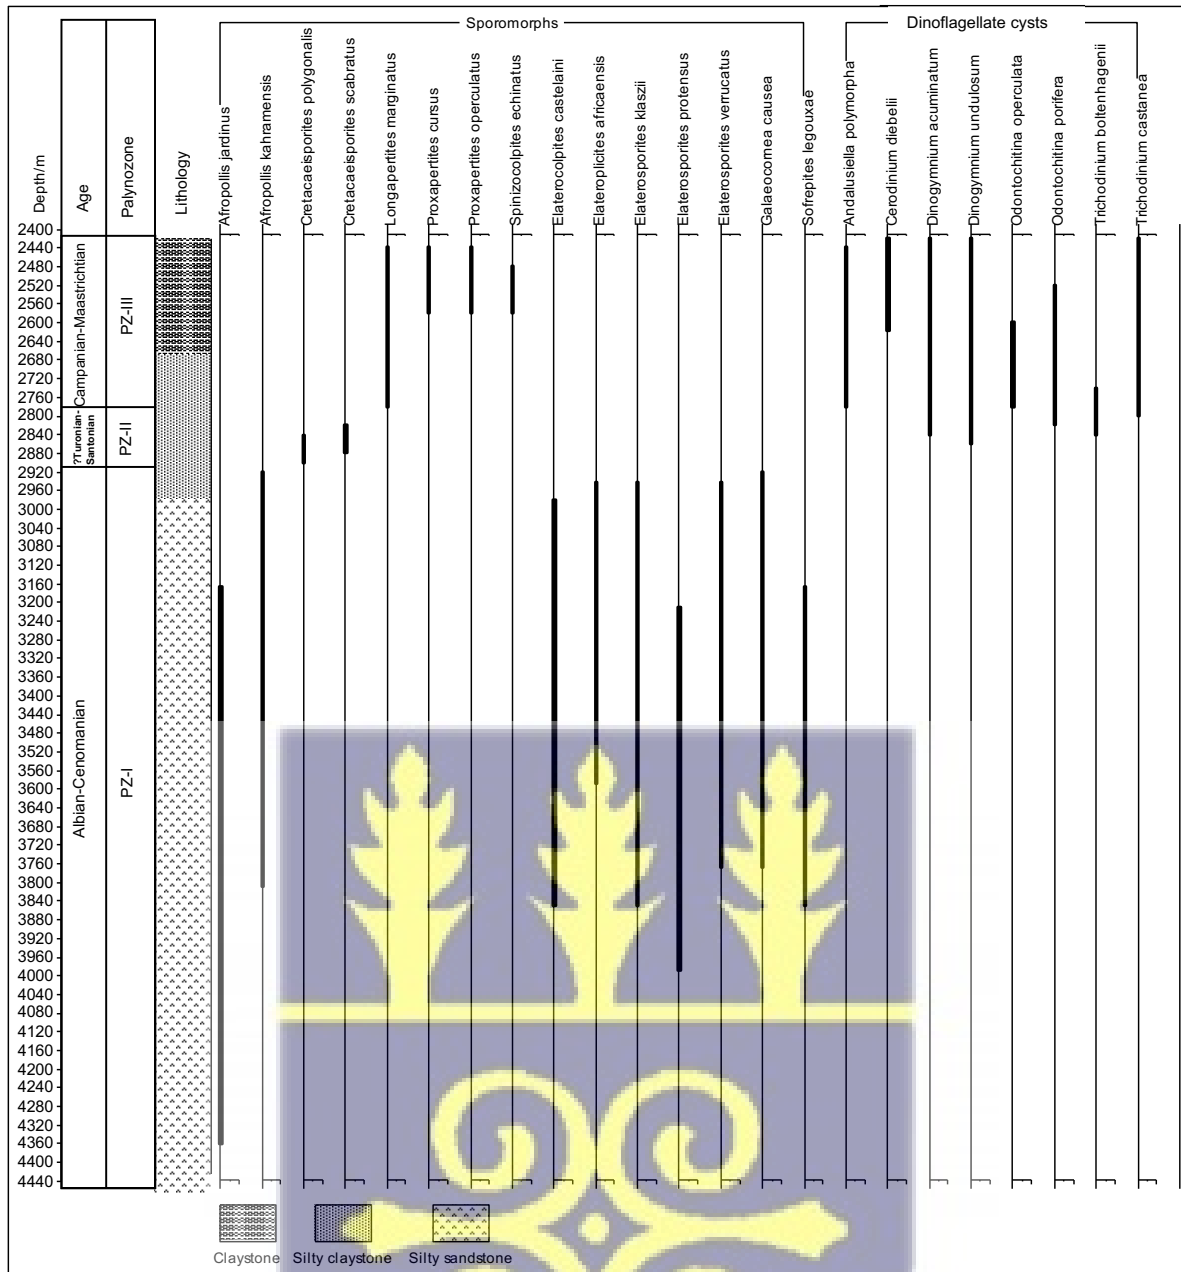 Sporomorphs
Dinoflagellate cysts
Depth/m
Age
Palynozone
Lithology
Afropollis jardinus
Afropollis kahramensis
Cretacaeisporites polygonalis
Cretacaeisporites scabratus
Longapertites marginatus
Proxapertites cursus
Proxapertites operculatus
Spinizocolpites echinatus
Elaterocolpites castelaini
Elateroplicites africaensis
Elaterosporites klaszii
Elaterosporites protensus
Elaterosporites verrucatus
Galaeocornea causea
Sofrepites legouxae
Andalusiella polymorpha
Cerodinium diebelii
Dinogymnium acuminatum
Dinogymnium undulosum
Odontochitina operculata
Odontochitina porifera
Trichodinium boltenhagenii
Trichodinium castanea
2400
2440
2480
2520
2560
2600
2640
2680
2720
2760
2800
2840
2880
2920
2960
3000
3040
3080
3120
3160
3200
3240
3280
3320
3360
3400
3440
3480
3520
3560
3600
3640
3680
3720
3760
3800
3840
3880
3920
3960
4000
4040
4080
4120
4160
4200
4240
4280
4320
4360
4400
4440
Campanian-Maastrichtian
PZ-III
?Turonian-
Santonian
PZ-II
Albian-Cenomanian
PZ-I
Claystone
Silty claystone
Silty sandstone